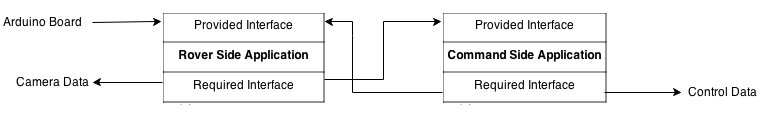 Arduino Board
Provided Interface
Provided Interface
Rover Side Application
Command Side Application
Camera Data
Required Interface
Required Interface
Control Data